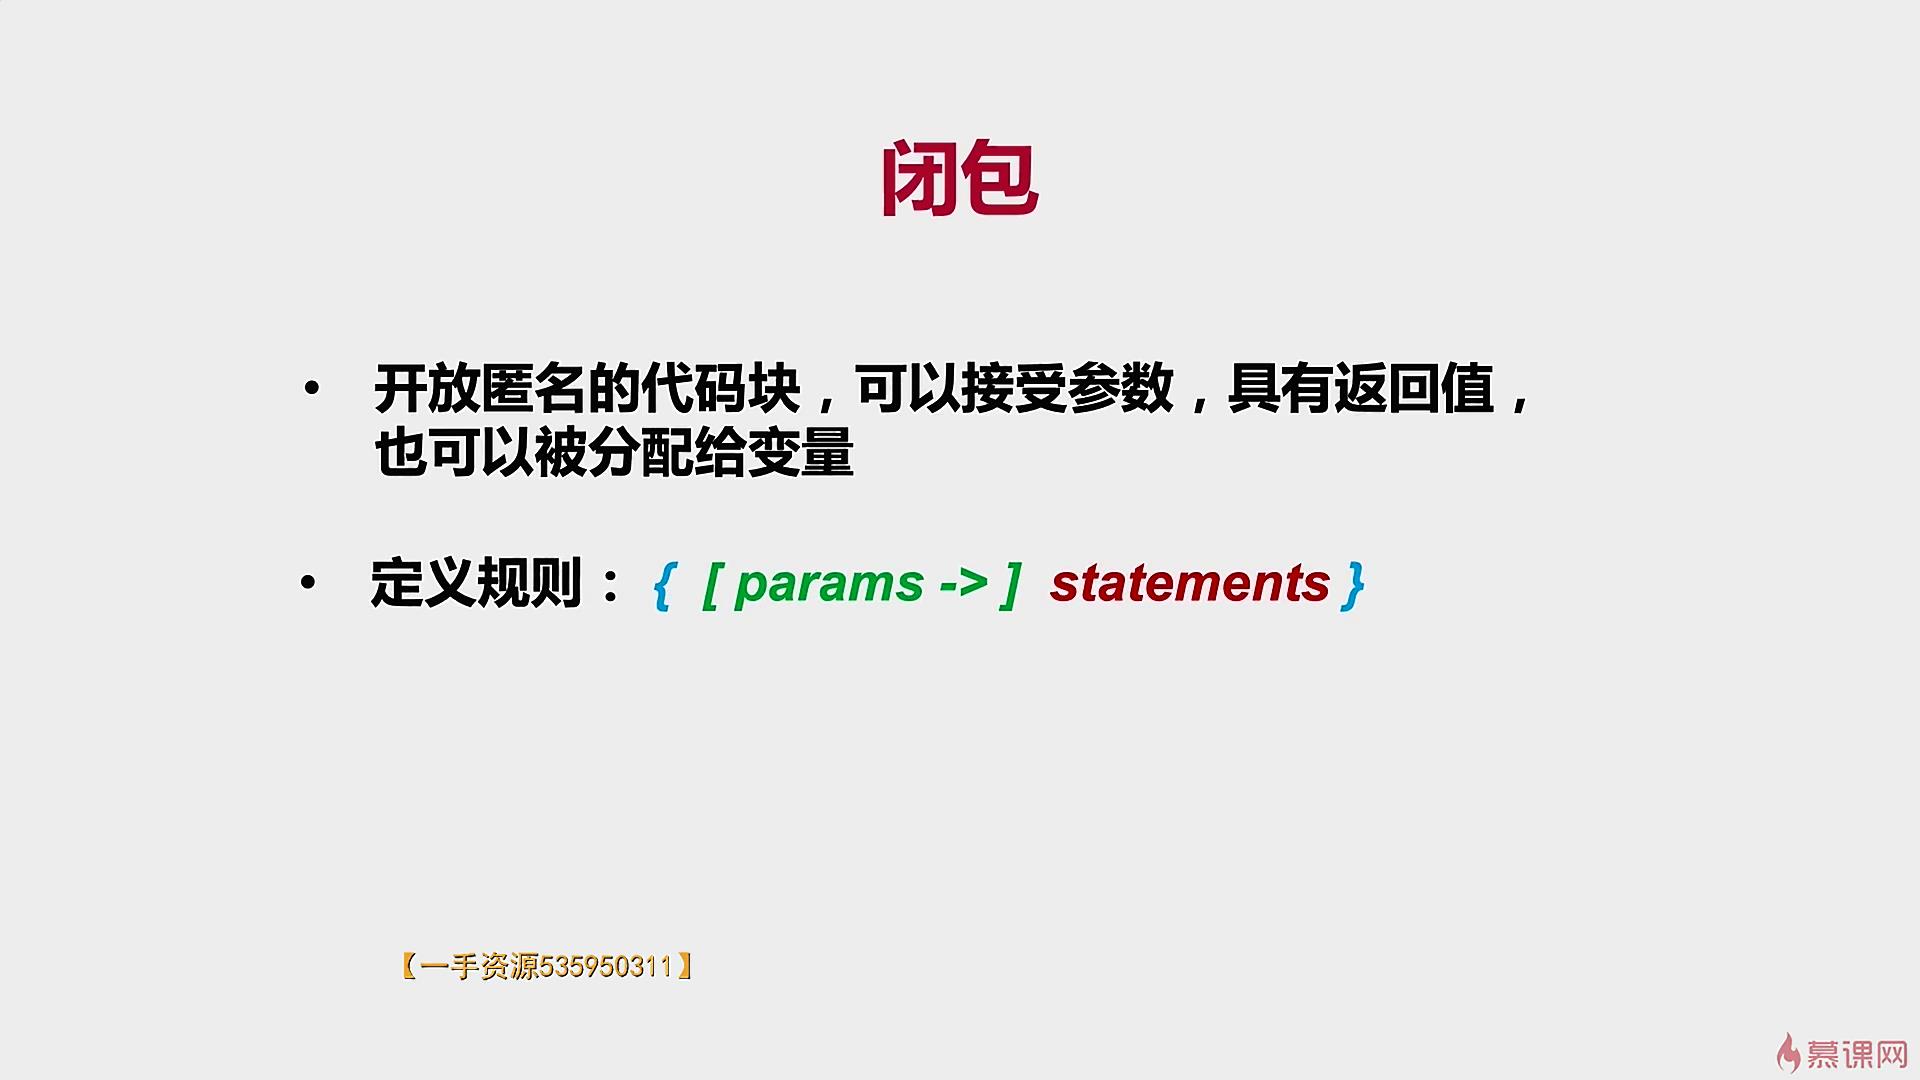 闭包
• 开放匿名的代码块，可以接受参数，具有返回值，
也可以被分配给变量
• 定义规则： { [ params -> ] statements }
【一手资源535950311】
慕课网